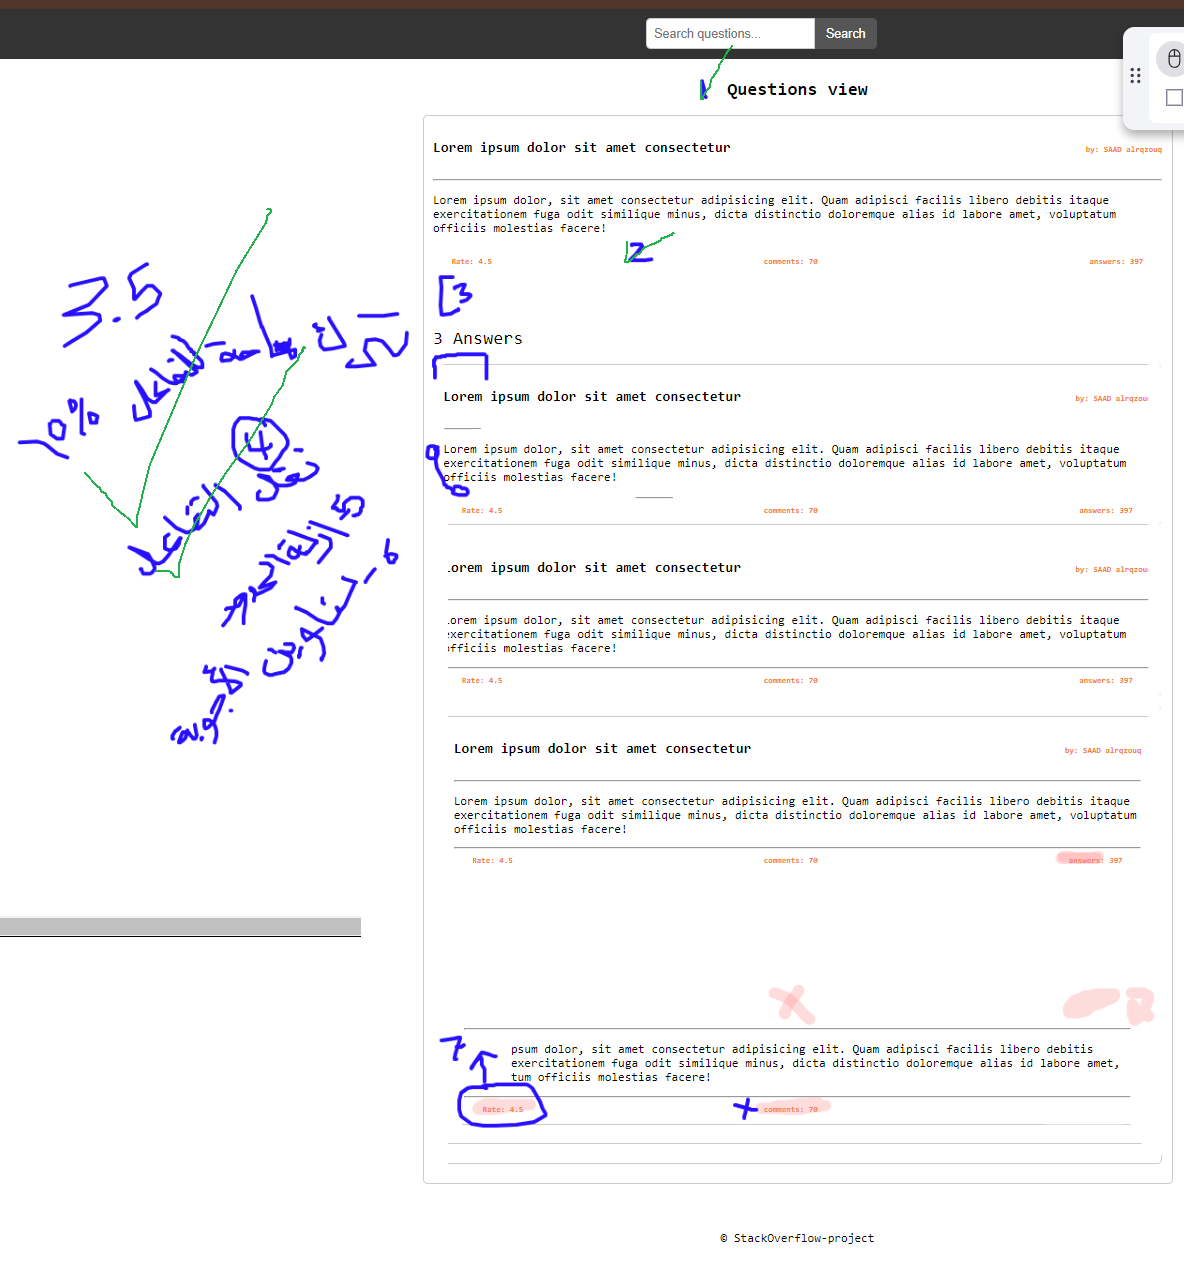 Search questions...
Search
1
Questions view
Lorem ipsum dolor sit amet consectetur
by: SAAD alrqzouq
Lorem ipsum dolor, sit amet consectetur adipisicing elit. Quam adipisci facilis libero debitis itaque
exercitationem fuga odit similique minus, dicta distinctio doloremque alias id labore amet, voluptatum
officiis molestias facere!
2
Rate: 4.5
comments: 70
answers: 397
3
3 Answers
Lorem ipsum dolor sit amet consectetur
by: SAAD alrqzou
Lorem ipsum dolor, sit amet consectetur adipisicing elit. Quam adipisci facilis libero debitis itaque
exercitationem fuga odit similique minus, dicta distinctio doloremque alias id labore amet, voluptatum
officiis molestias facere!
Rate: 4.5
comments: 70
answers: 397
.orem ipsum dolor sit amet consectetur
by: SAAD alrqzou
.orem ipsum dolor, sit amet consectetur adipisicing elit. Quam adipisci facilis libero debitis itaque
exercitationem fuga odit similique minus, dicta distinctio doloremque alias id labore amet, voluptatum
officiis molestias facere!
Rate: 4.5
comments: 70
answers: 397
Lorem ipsum dolor sit amet consectetur
by: SAAD alrqzouq
Lorem ipsum dolor, sit amet consectetur adipisicing elit. Quam adipisci facilis libero debitis itaque
exercitationem fuga odit similique minus, dicta distinctio doloremque alias id labore amet, voluptatum
officiis molestias facere!
Rate: 4.5
comments: 70
answers: 397
7
psum dolor, sit amet consectetur adipisicing elit. Quam adipisci facilis libero debitis
exercitationem fuga odit similique minus, dicta distinctio doloremque alias id labore amet,
tum officiis molestias facere!
Rate: 4.5
comments: 70
© StackOverflow-project
3.5
التفاعل
4
التفاعل
5
6